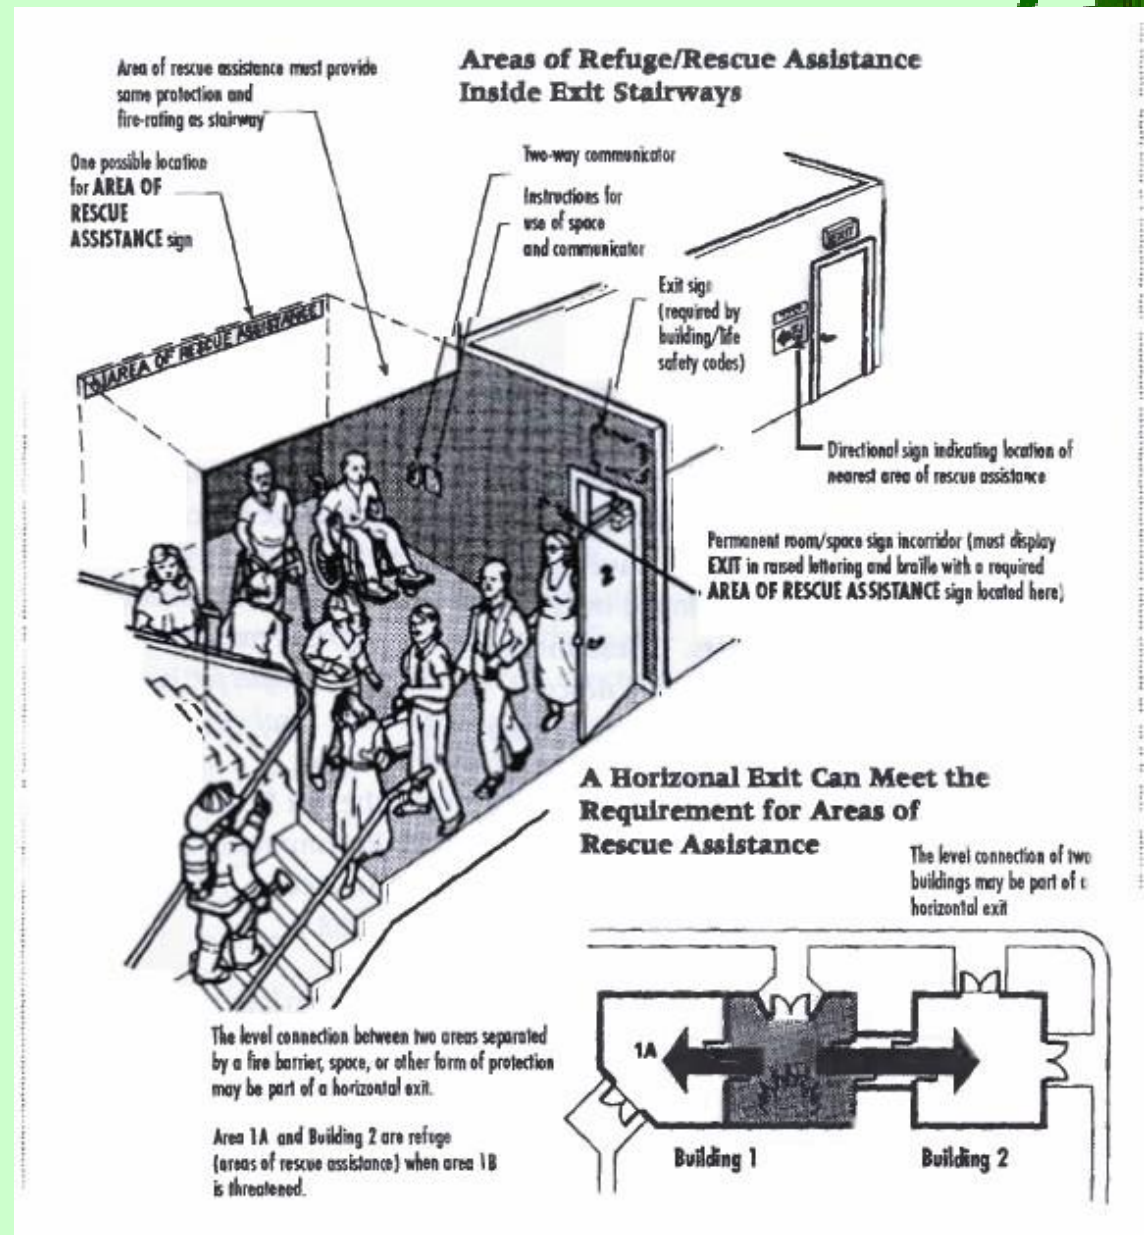 Areas of Refuge/Rescue Assistance
Inside Exit Stairways
Area of rescue assistance must provide
same protection and
fire-rating as stairway
One possible location
for AREA OF
RESCUE
ASSISTANCE sign
Two-way communicator
Instructions for
use of space
and communicator
Exit sign
(required by
building/life
safety codes)
EXIT
AREA OF RESCUE ASSISTANCE
Directional sign indicating location of
nearest area of rescue assistance
Permanent room/space sign incorridor (must display
EXIT in raised lettering and braille with a required
AREA OF RESCUE ASSISTANCE sign located here)
2
A Horizonal Exit Can Meet the
Requirement for Areas of
Rescue Assistance
The level connection of two
buildings may be part of a
horizontal exit
1A
Building 1
Building 2
The level connection between two areas separated
by a fire barrier, space, or other form of protection
may be part of a horizontal exit.
Area 1A and Building 2 are refuge
(areas of rescue assistance) when area 1B
is threatened.